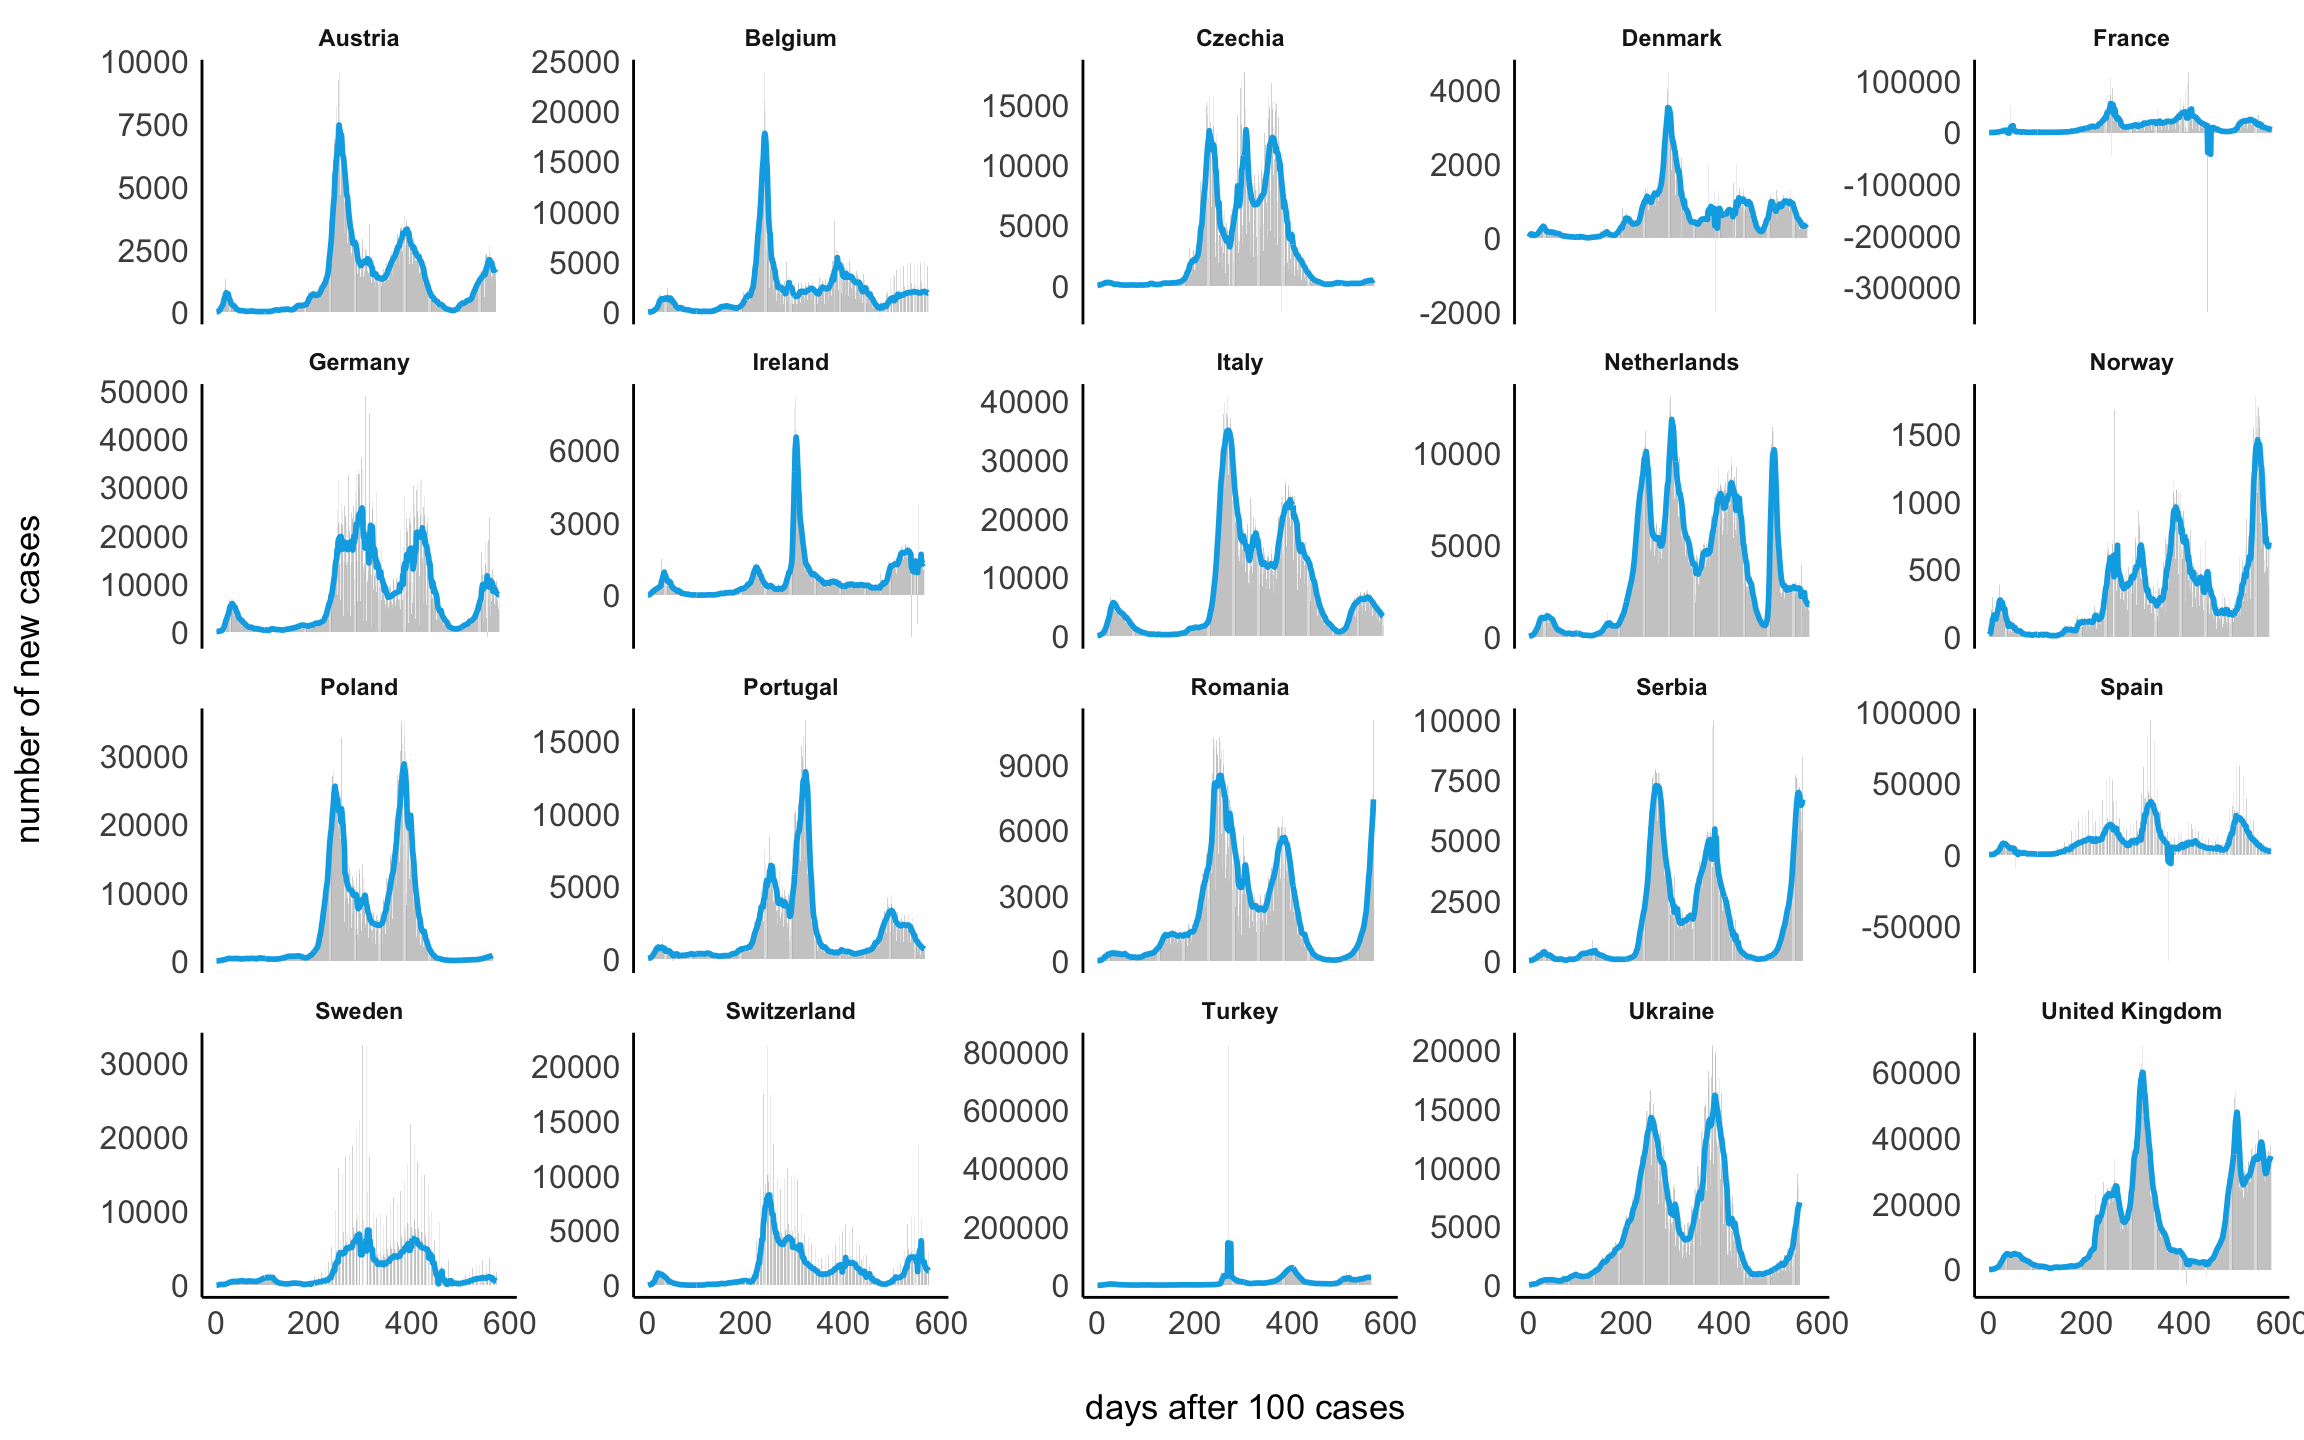 Austria Belgium Czechia Denmark France
10000 7500 5000 2500 0
25000 20000 15000 10000 5000 0
15000 10000 5000 0
4000 2000 0 -2000
100000 0 -100000 -200000 -300000
Germany Ireland Italy Netherlands Norway
50000 40000 30000 20000 10000 0
6000 3000 0
40000 30000 20000 10000 0
10000 5000 0
1500 1000 500 0
number of new cases
Poland Portugal Romania Serbia Spain
30000 20000 10000 0
15000 10000 5000 0
9000 6000 3000 0
10000 7500 5000 2500 0
100000 50000 0 -50000
Sweden Switzerland Turkey Ukraine United Kingdom
30000 20000 10000 0
20000 15000 10000 5000 0
800000 600000 400000 200000 0
20000 15000 10000 5000 0
60000 40000 20000 0
0 200 400 600 0 200 400 600 0 200 400 600 0 200 400 600 0 200 400 600
days after 100 cases